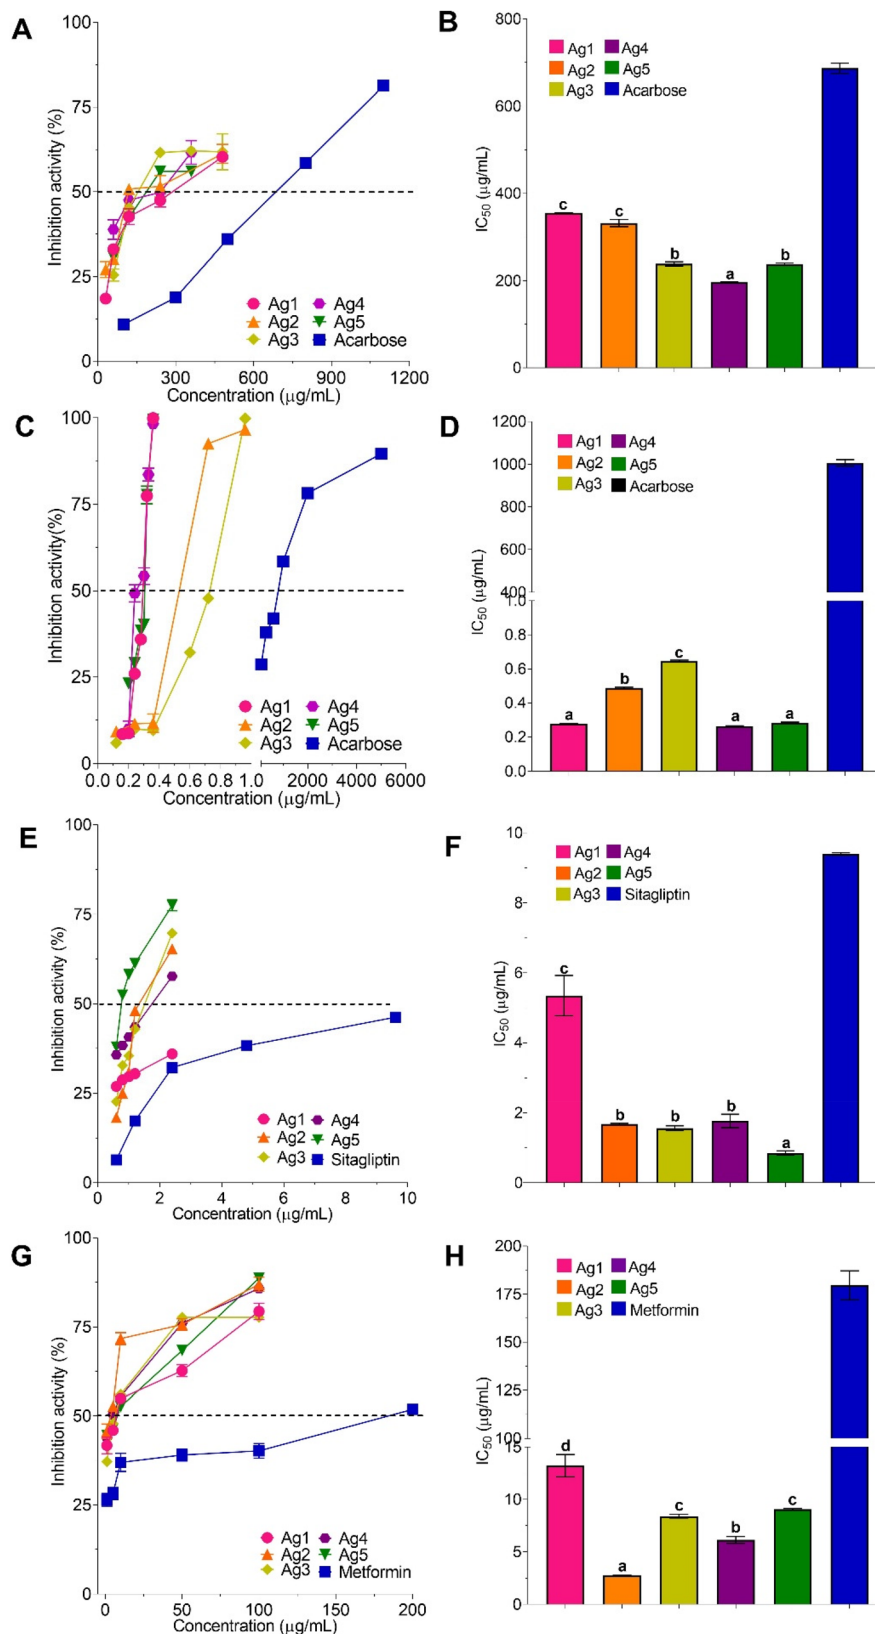 A
Inhibition activity (%)
100
75
50
25
0
Ag1 Ag4
Ag2 Ag5
Ag3 Acarbose
0 300 600 900 1200
Concentration (μg/mL)
B
IC50 (μg/mL)
800
600
400
200
0
Ag1 Ag4
Ag2 Ag5
Ag3 Acarbose
c c b a b
C
Inhibition activity(%)
100
75
50
25
0
Ag1 Ag4
Ag2 Ag5
Ag3 Acarbose
0.0 0.2 0.4 0.6 0.8 1.0 2000 4000 6000
Concentration (μg/mL)
D
IC50 (μg/mL)
1200
1000
800
600
400
1.0
0.8
0.6
0.4
0.2
0.0
Ag1 Ag4
Ag2 Ag5
Ag3 Acarbose
a b c a a
E
Inhibition activity (%)
100
75
50
25
0
Ag1 Ag4
Ag2 Ag5
Ag3 Sitagliptin
0 2 4 6 8 10
Concentration (μg/mL)
F
IC50 (μg/mL)
10
8
6
4
2
0
Ag1 Ag4
Ag2 Ag5
Ag3 Sitagliptin
c b b b a
G
Inhibition activity (%)
100
75
50
25
0
Ag1 Ag4
Ag2 Ag5
Ag3 Metformin
0 50 100 150 200
Concentration (μg/mL)
H
IC50 (μg/mL)
200
175
150
125
100
15
10
5
0
Ag1 Ag4
Ag2 Ag5
Ag3 Metformin
d a c b c